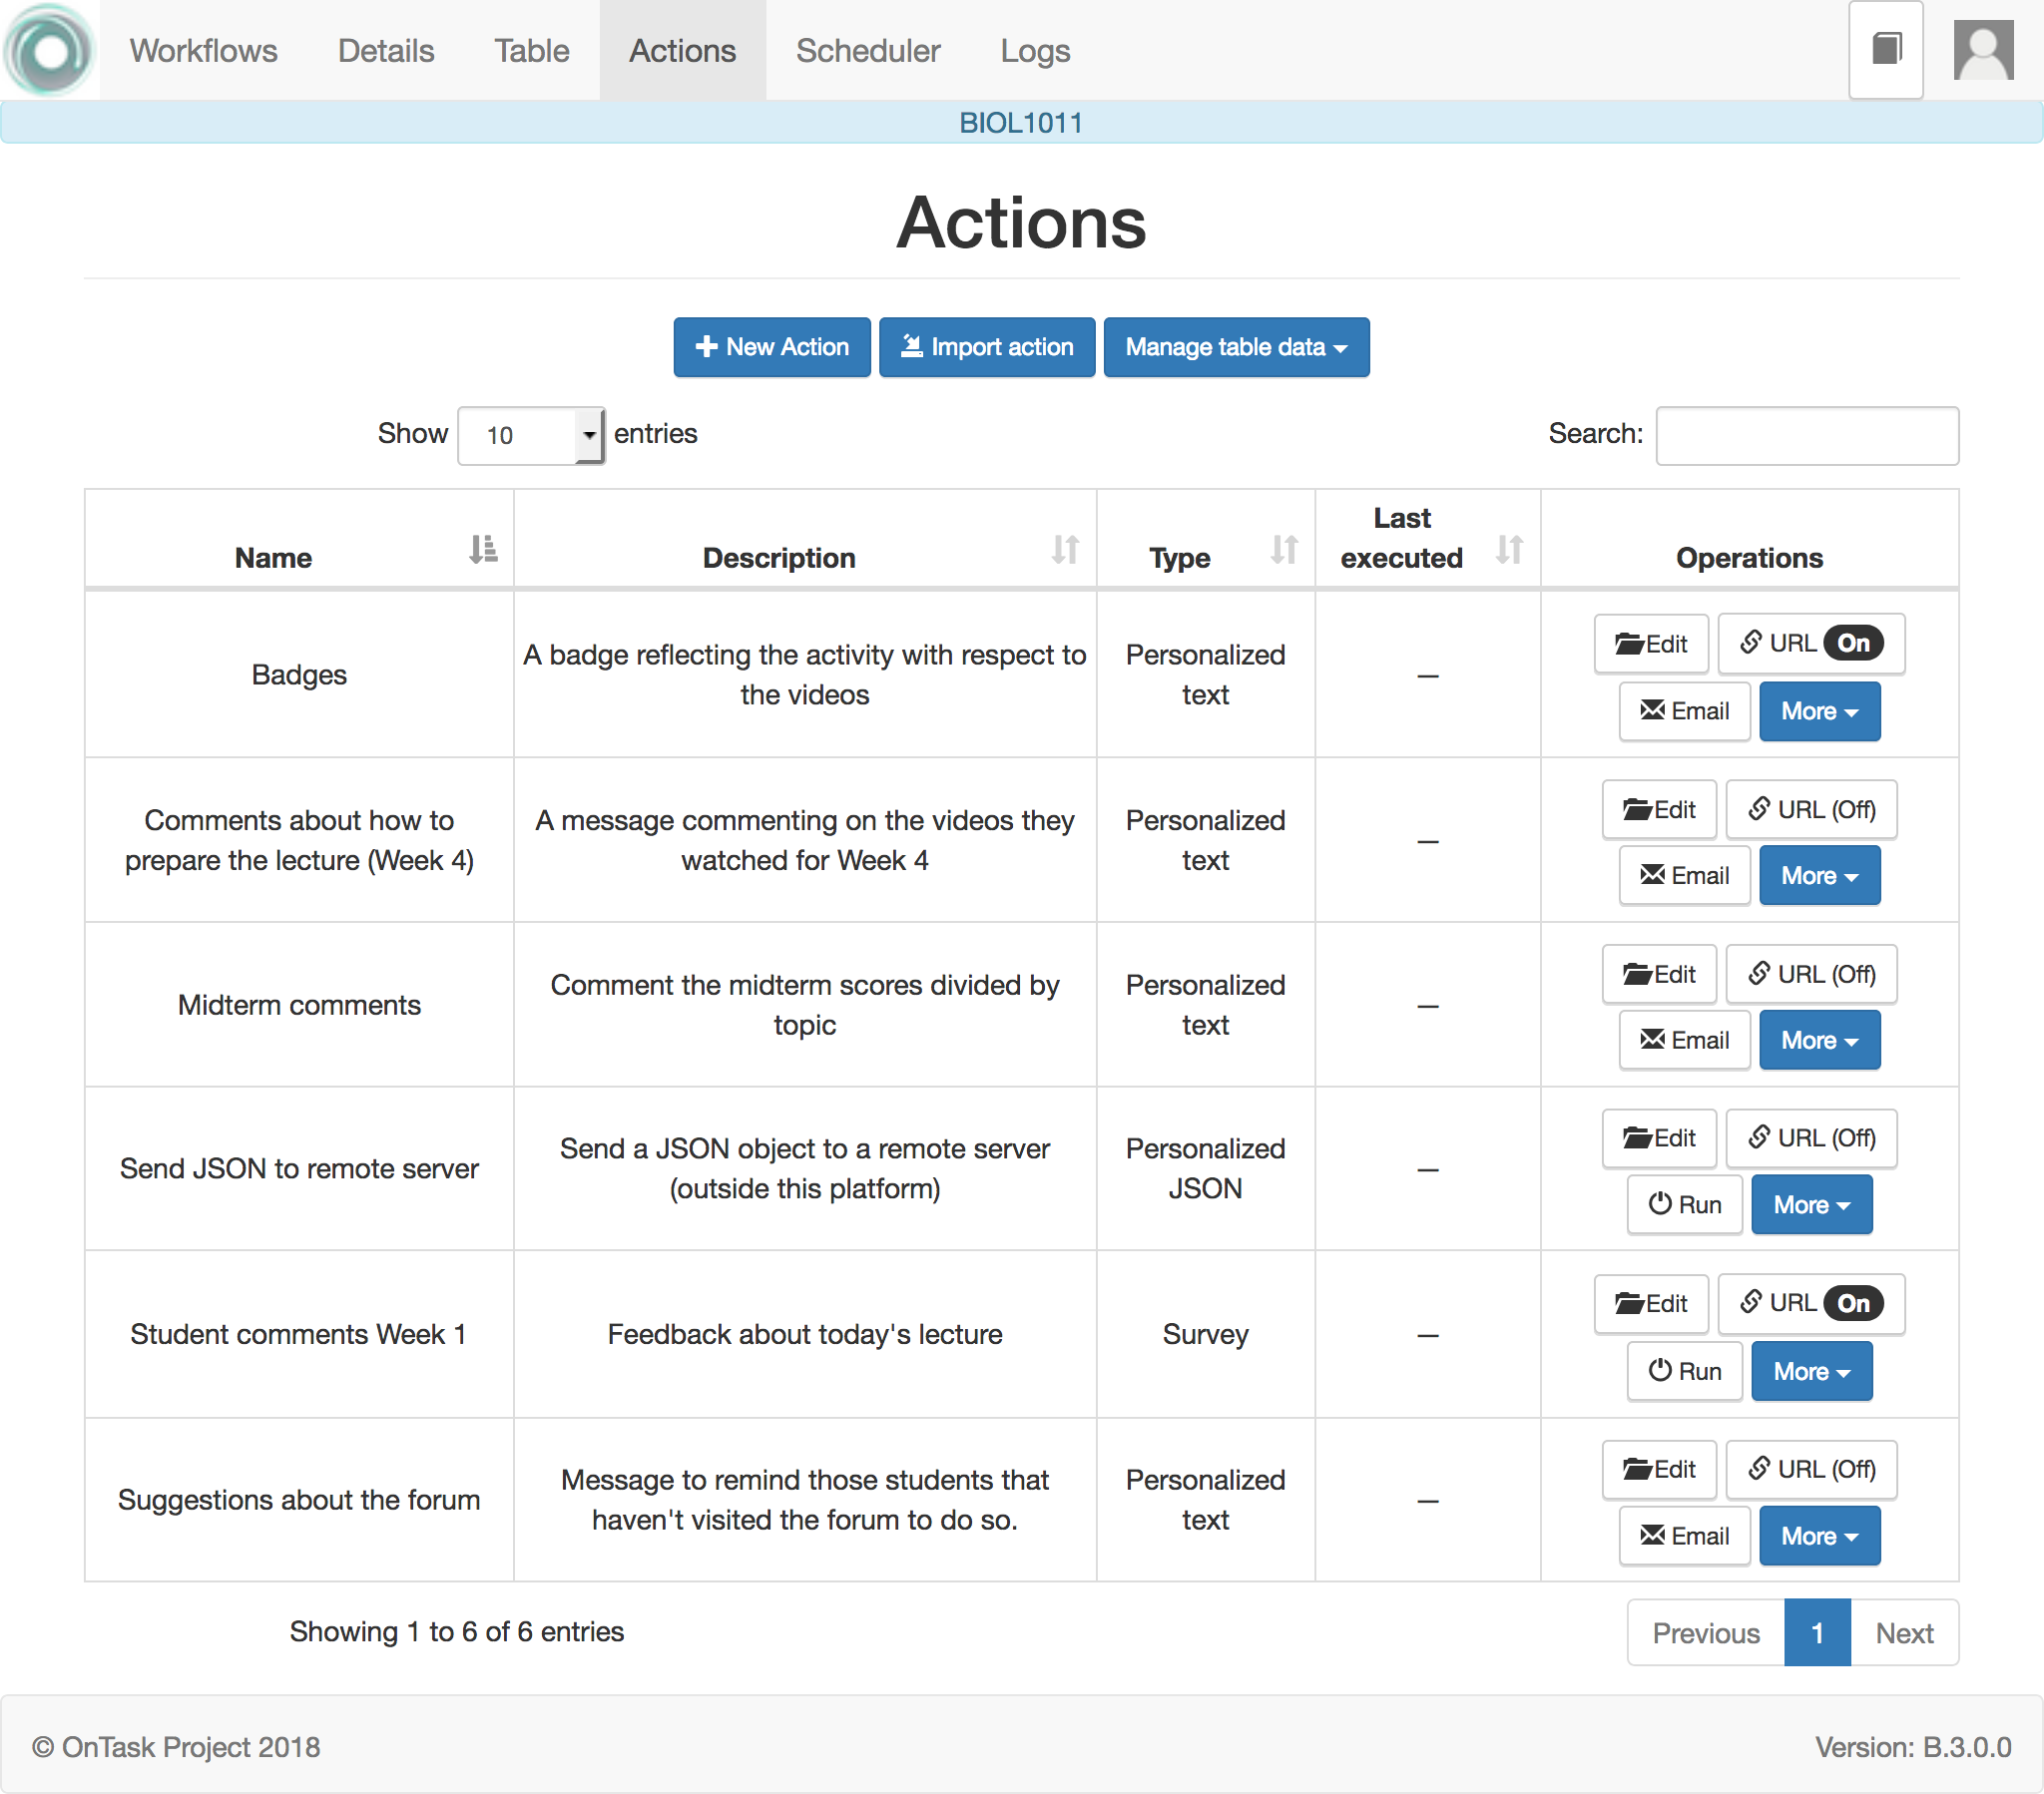 Workflows Details Table Actions Scheduler Logs
BIOL1011
Actions
New Action Import action Manage table data
Show 10 entries Search:
Name Description Type Last executed Operations
Badges
A badge reflecting the activity with respect to
the videos
Personalized
text
—
Edit URL On
Email More
Comments about how to
prepare the lecture (Week 4)
A message commenting on the videos they
watched for Week 4
Personalized
text
—
Edit URL (Off)
Email More
Midterm comments
Comment the midterm scores divided by
topic
Personalized
text
—
Edit URL (Off)
Email More
Send JSON to remote server
Send a JSON object to a remote server
(outside this platform)
Personalized
JSON
—
Edit URL (Off)
Run More
Student comments Week 1
Feedback about today's lecture
Survey
—
Edit URL On
Run More
Suggestions about the forum
Message to remind those students that
haven't visited the forum to do so.
Personalized
text
—
Edit URL (Off)
Email More
Showing 1 to 6 of 6 entries
Previous 1 Next
© OnTask Project 2018 Version: B.3.0.0